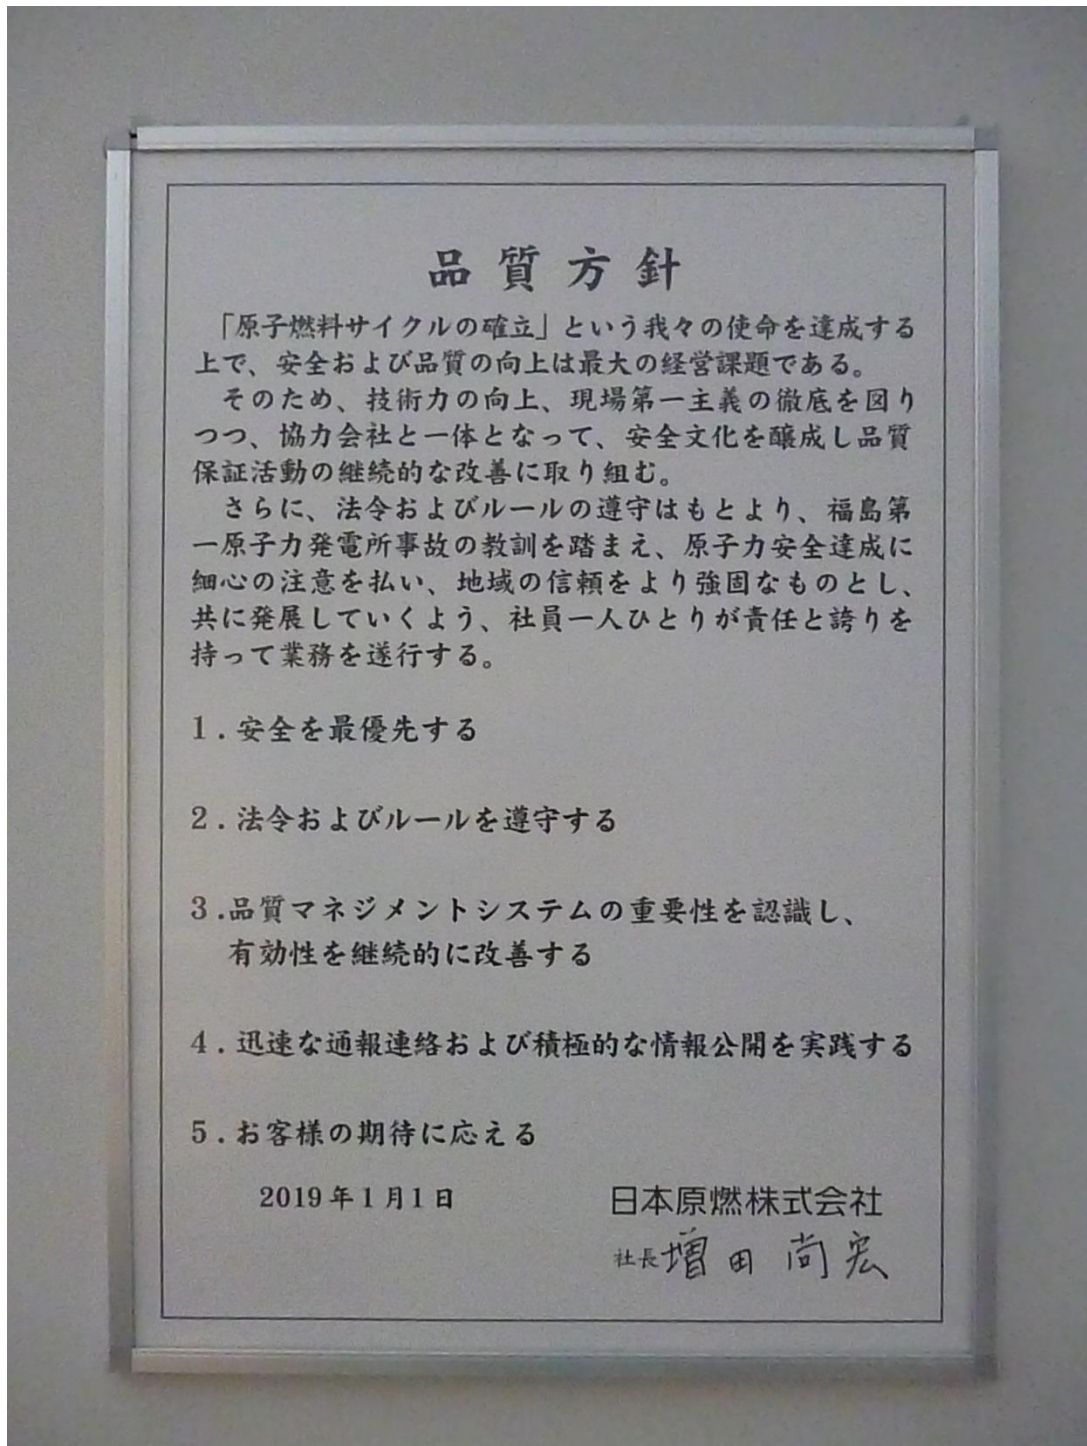 品質方針
「原子燃料サイクルの確立」という我々の使命を達成する
上で、安全および品質の向上は最大の経営課題である。
そのため、技術力の向上、現場第一主義の徹底を図り
つつ、協力会社と一体となって、安全文化を醸成し品質
保証活動の継続的な改善に取り組む。
さらに、法令およびルールの遵守はもとより、福島第
一原子力発電所事故の教訓を踏まえ、原子力安全達成に
細心の注意を払い、地域の信頼をより強固なものとし、
共に発展していくよう、社員一人ひとりが責任と誇りを
持って業務を遂行する。
1.安全を最優先する
2.法令およびルールを遵守する
3.品質マネジメントシステムの重要性を認識し、
有効性を継続的に改善する
4.迅速な通報連絡および積極的な情報公開を実践する
5.お客様の期待に応える
2019年1月1日
日本原燃株式会社
社長 増田 尚宏